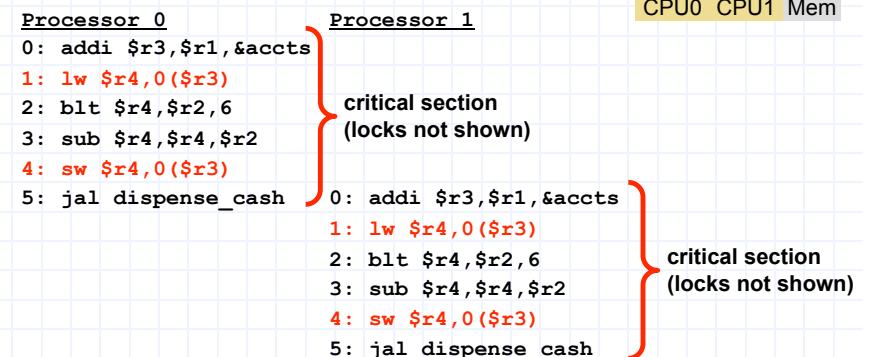 CPU0 CPU1 Mem
Processor 0 Processor 1
0: addi $r3,$r1,&accts
1: lw $r4,0($r3)
2: blt $r4,$r2,6
3: sub $r4,$r4,$r2
4: sw $r4,0($r3)
5: jal dispense_cash
critical section
(locks not shown)
0: addi $r3,$r1,&accts
1: lw $r4,0($r3)
2: blt $r4,$r2,6
3: sub $r4,$r4,$r2
4: sw $r4,0($r3)
5: jal dispense cash
critical section
(locks not shown)